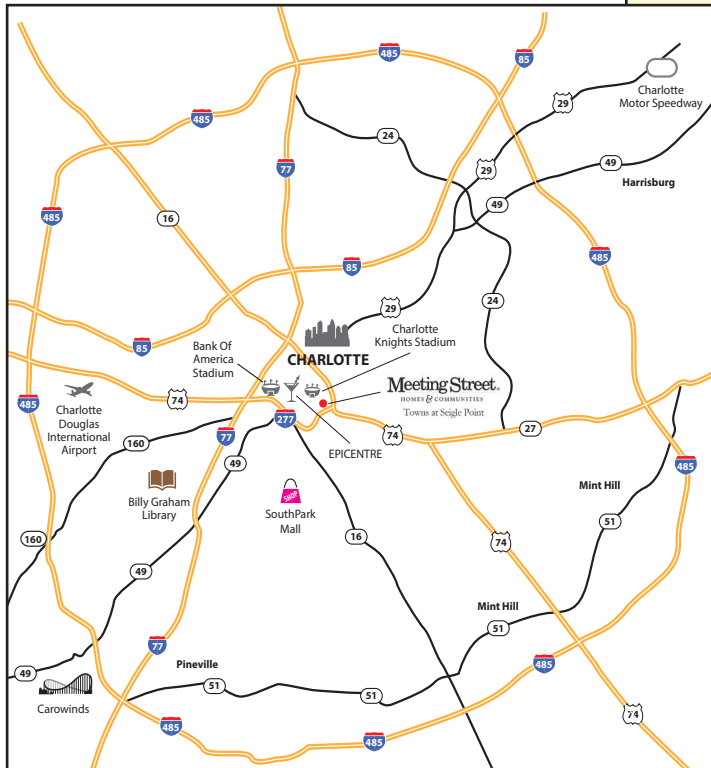 485
85
29
Charlotte
Motor Speedway
485
24
77
29
49
Harrisburg
49
485
16
485
85
24
29
85
Bank Of
America
Stadium
CHARLOTTE
Charlotte
Knights Stadium
Meeting Street®
HOMES & COMMUNITIES
Towns at Seigle Point
74
485
Charlotte
Douglas
International
Airport
277
27
74
77
160
EPICENTRE
49
485
Billy Graham
Library
SHOP
SouthPark
Mall
Mint Hill
51
160
16
74
49
Mint Hill
51
77
485
Pineville
49
51
51
Carowinds
485
485
74